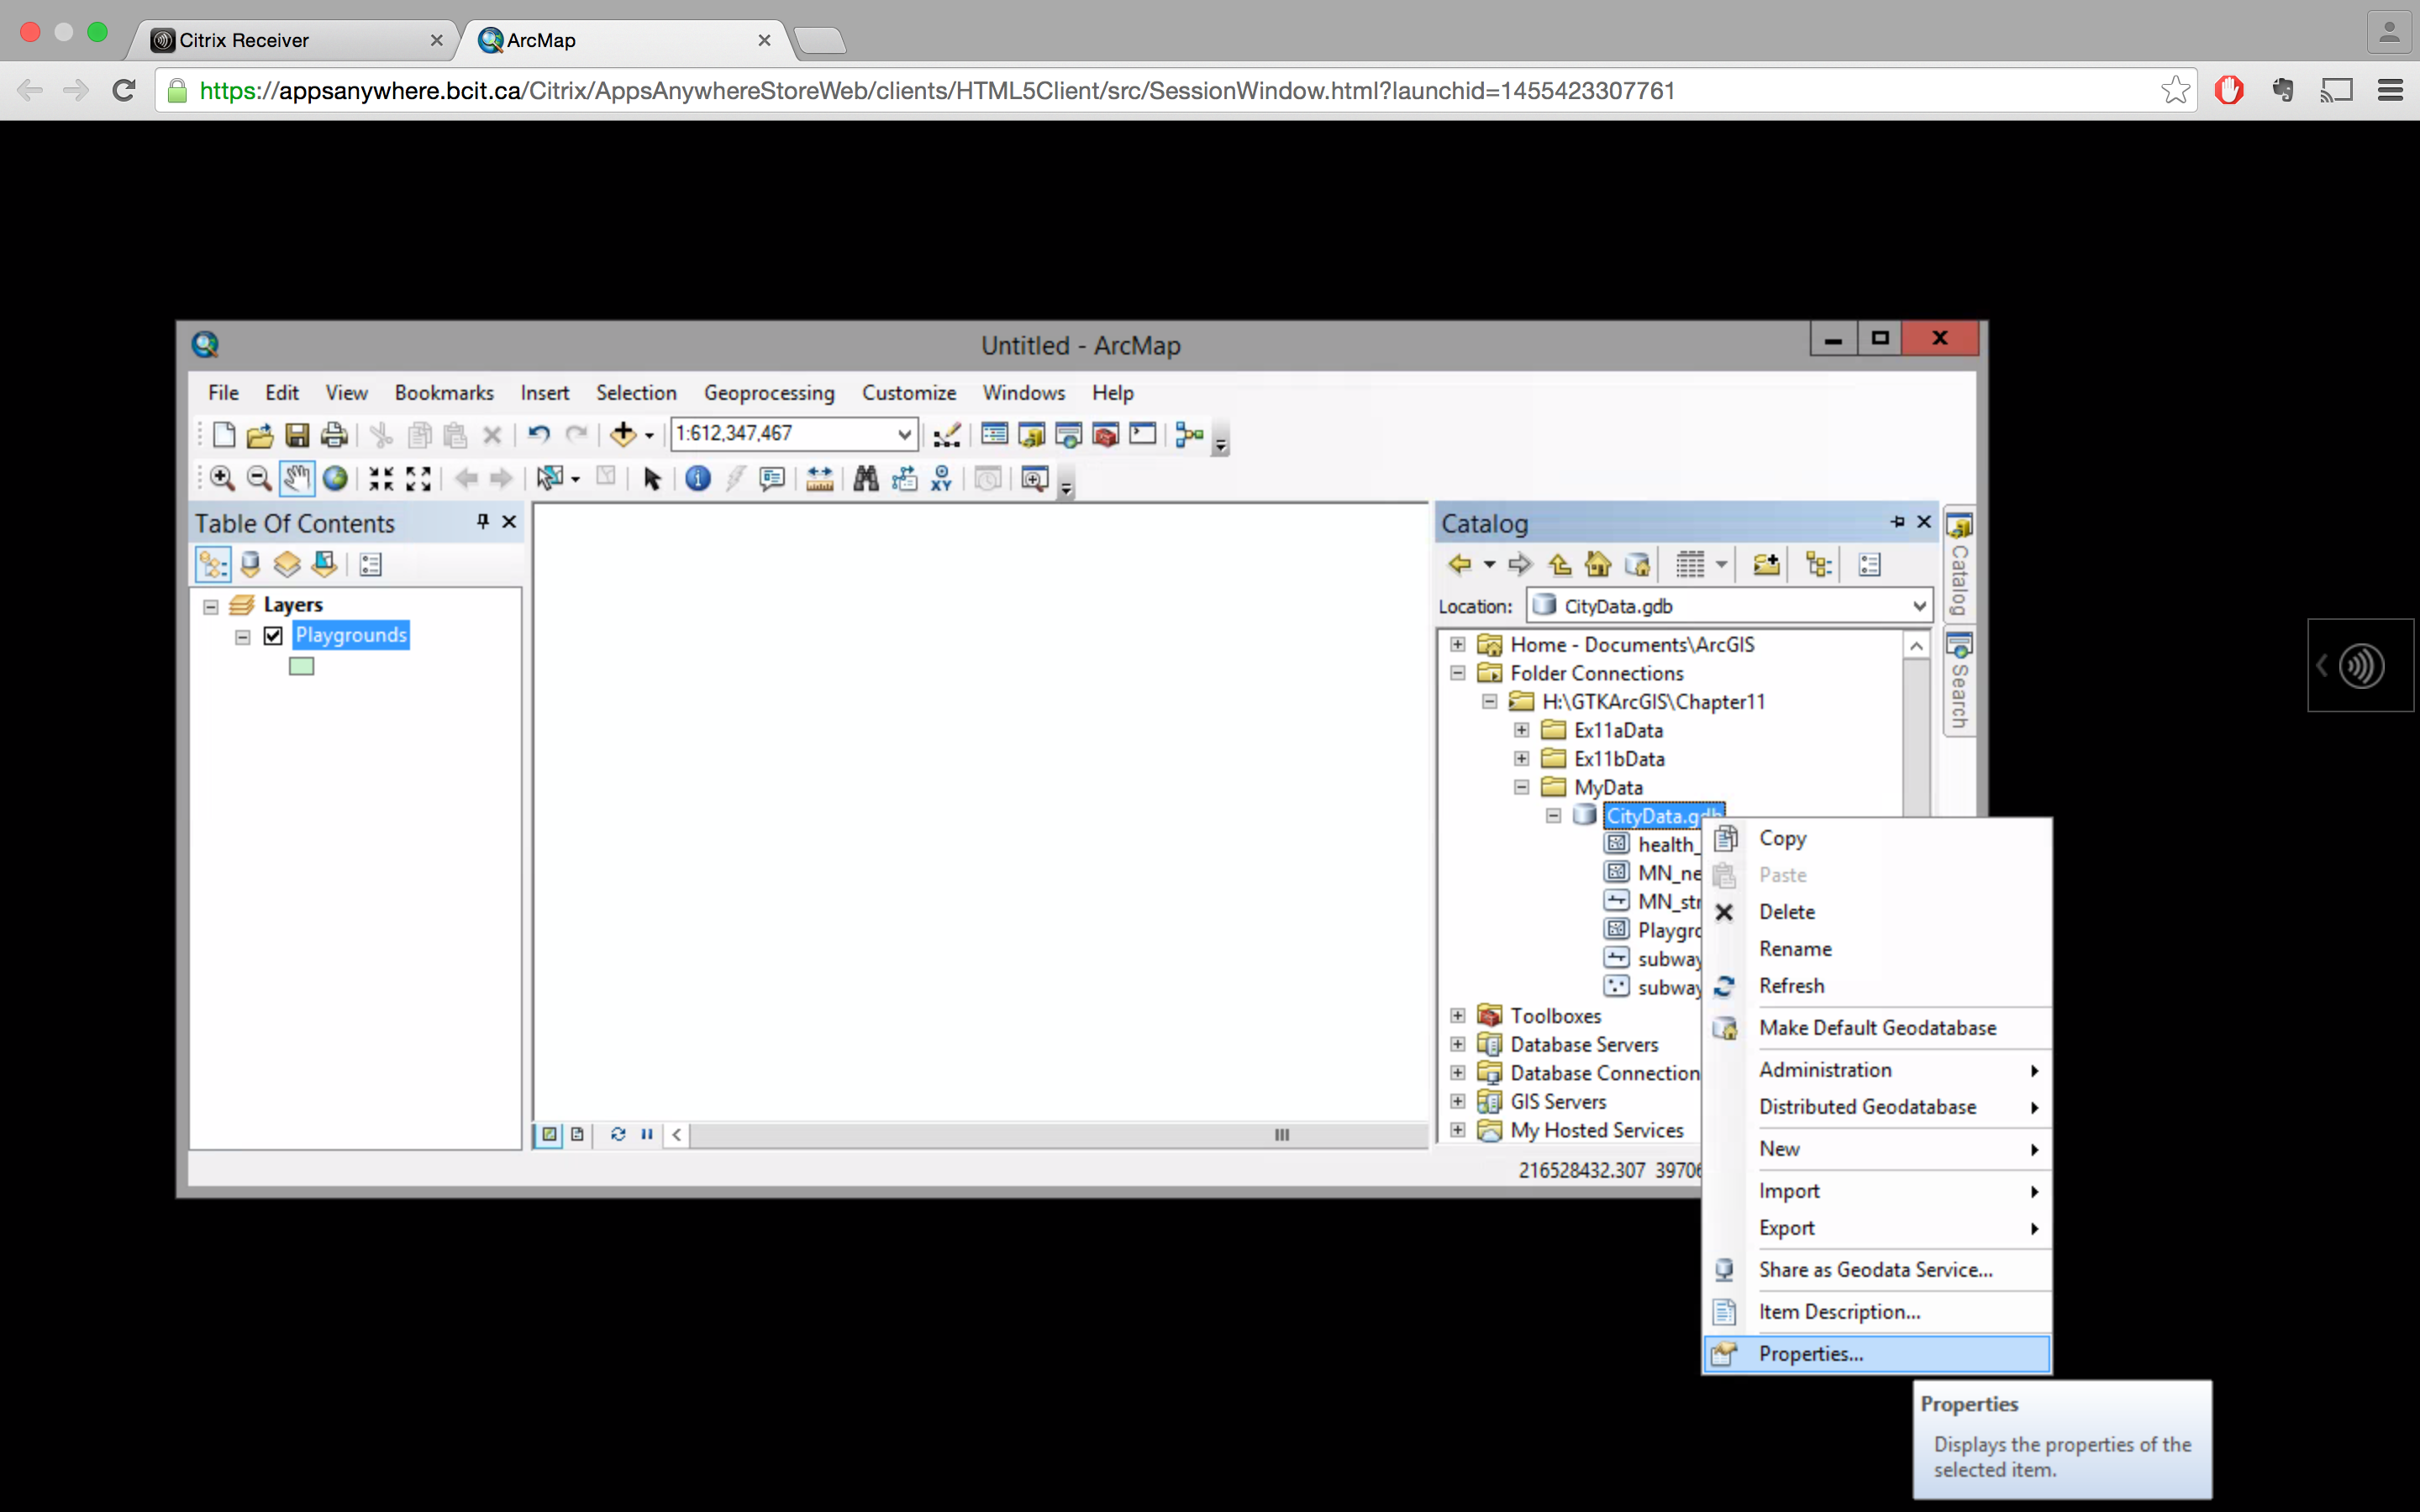 Citrix Receiver
ArcMap
https://appsanywhere.bcit.ca/Citrix/AppsAnywhereStoreWeb/clients/HTML5Client/src/SessionWindow.html?launchid=1455423307761
Untitled - ArcMap
File Edit View Bookmarks Insert Selection Geoprocessing Customize Windows Help
1:612,347,467
XY
Table Of Contents
Layers
Playgrounds
Catalog
Location: CityData.gdb
Home - Documents\ArcGIS
Folder Connections
H:\GTKArcGIS\Chapter11
Ex11aData
Ex11bData
MyData
CityData.gdb
health_
MN_ne
MN_str
Playgro
subway
subway
Toolboxes
Database Servers
Database Connection
GIS Servers
My Hosted Services
216528432.307 39706
Catalog
Search
Copy
Paste
Delete
Rename
Refresh
Make Default Geodatabase
Administration
Distributed Geodatabase
New
Import
Export
Share as Geodata Service...
Item Description...
Properties...
Properties
Displays the properties of the
selected item.